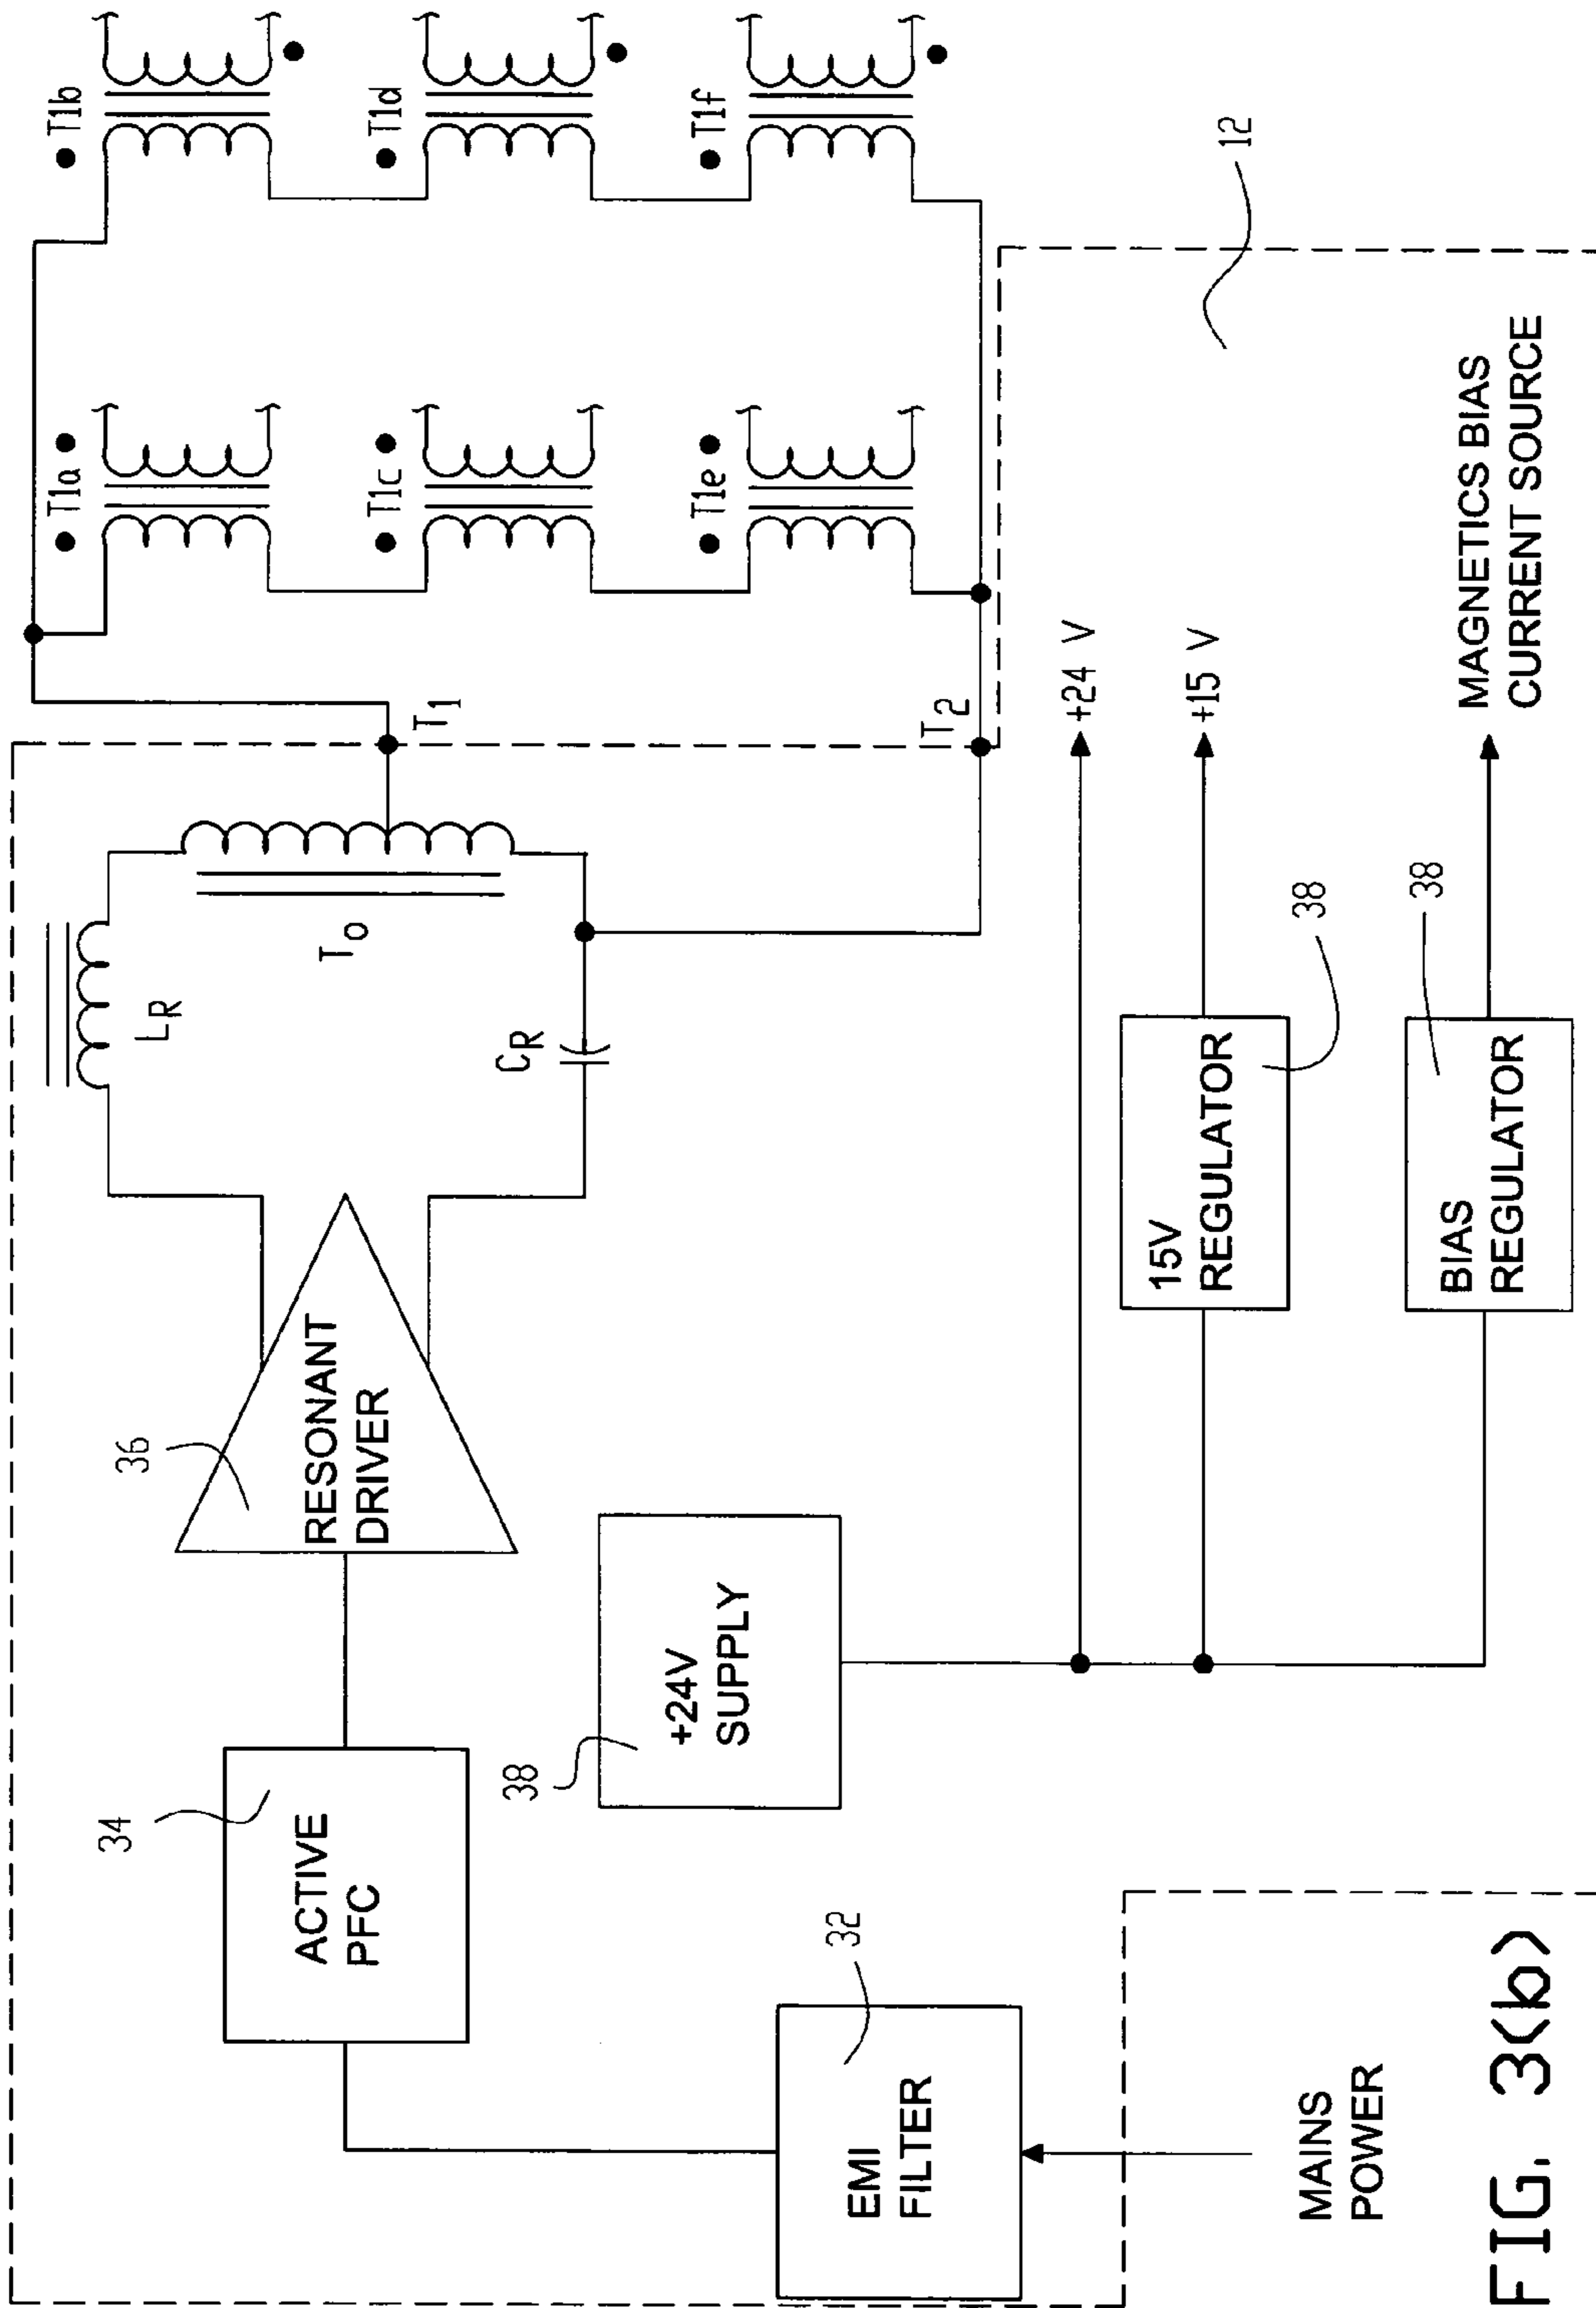 T1a
T1b
T1c
T1d
T1e
T1f
LR
To
CR
T1
T2
36
RESONANT
DRIVER
34
ACTIVE
PFC
38
+24V
SUPPLY
32
EMI
FILTER
MAINS
POWER
+24 V
15V
REGULATOR
38
+15 V
BIAS
REGULATOR
38
MAGNETICS BIAS
CURRENT SOURCE
12
FIG. 3(b)